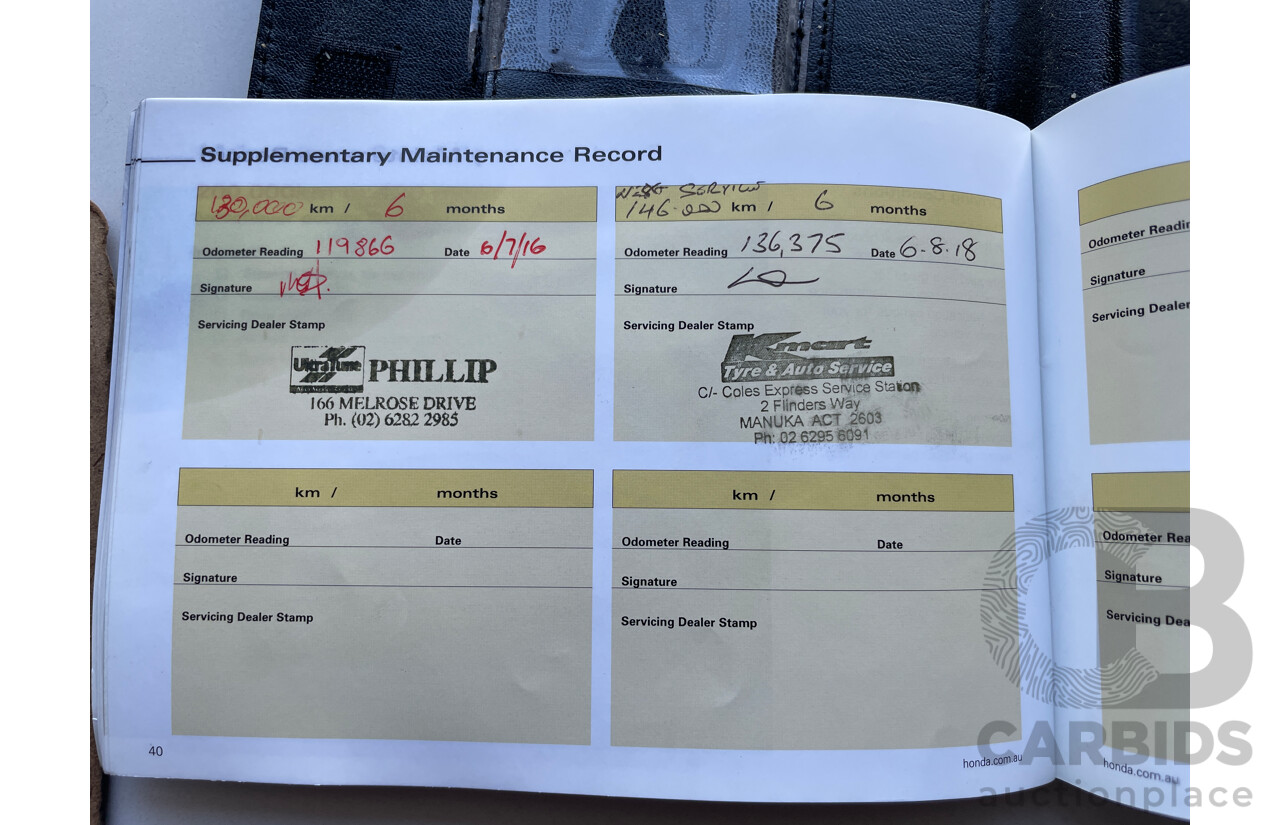 Supplementary Maintenance Record
130,000 km / 6 months
Odometer Reading 119866 Date 6/7/16
Signature
Servicing Dealer Stamp
UltraTune PHILLIP
166 MELROSE DRIVE
Ph. (02) 6282 2985
SERVICE
146.000 km / 6 months
Odometer Reading 136,375 Date 6.8.18
Signature
Servicing Dealer Stamp
Kmart
Tyre & Auto Service
C/- Coles Express Service Station
2 Flinders Way
MANUKA ACT 2603
Ph: 02 6295 6091
km / months
Odometer Reading Date
Signature
Servicing Dealer Stamp
km / months
Odometer Reading Date
Signature
Servicing Dealer Stamp
40
honda.com.au
Odometer Readin
Signature
Servicing Dealer
Odometer Rea
Signature
Servicing Dea
honda.com.au
CB
CARBIDS
auctionplace